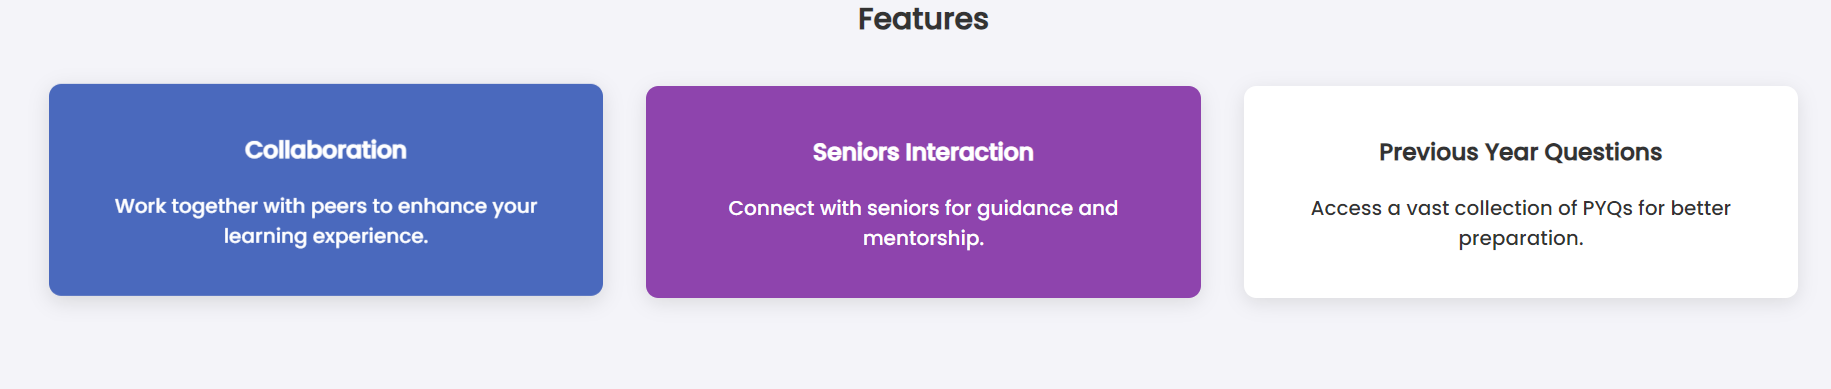 Features
Collaboration
Work together with peers to enhance your
learning experience.
Seniors Interaction
Connect with seniors for guidance and
mentorship.
Previous Year Questions
Access a vast collection of PYQs for better
preparation.